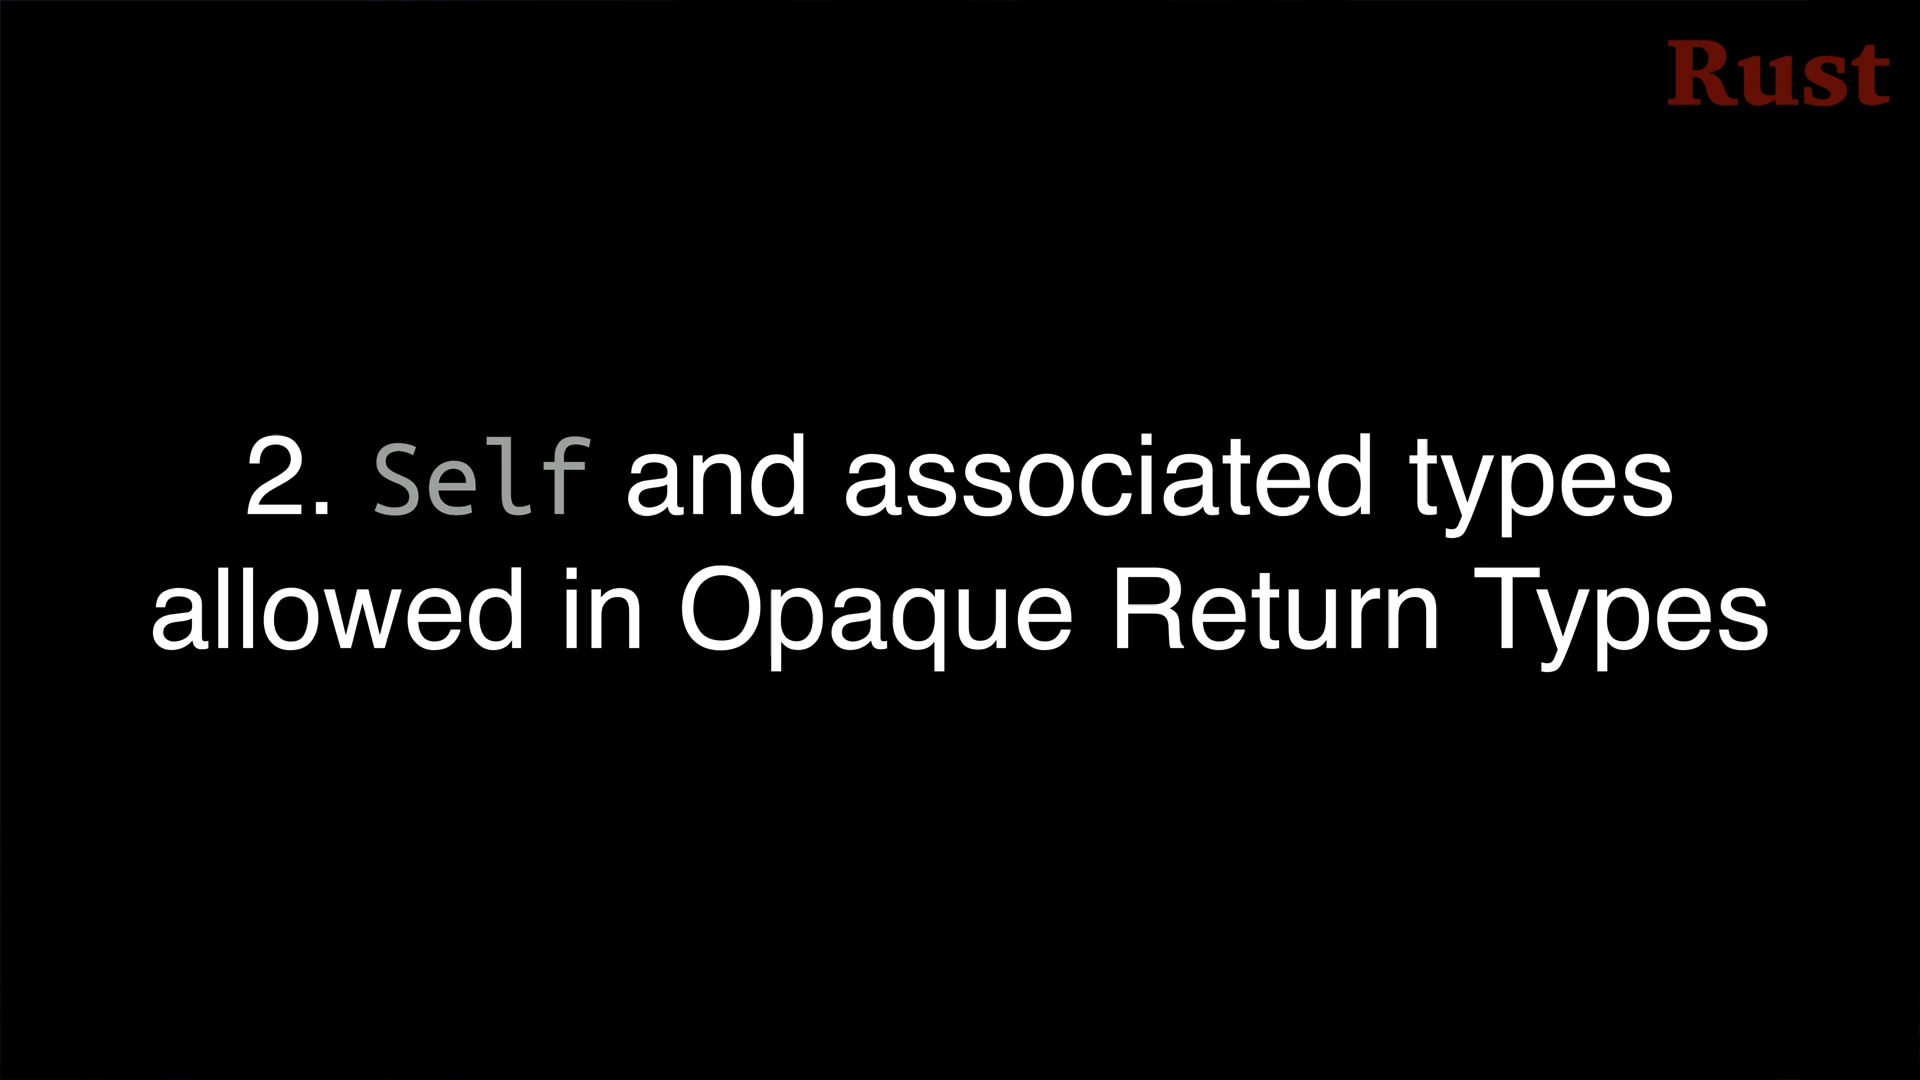 Rust
2. Self and associated types
allowed in Opaque Return Types